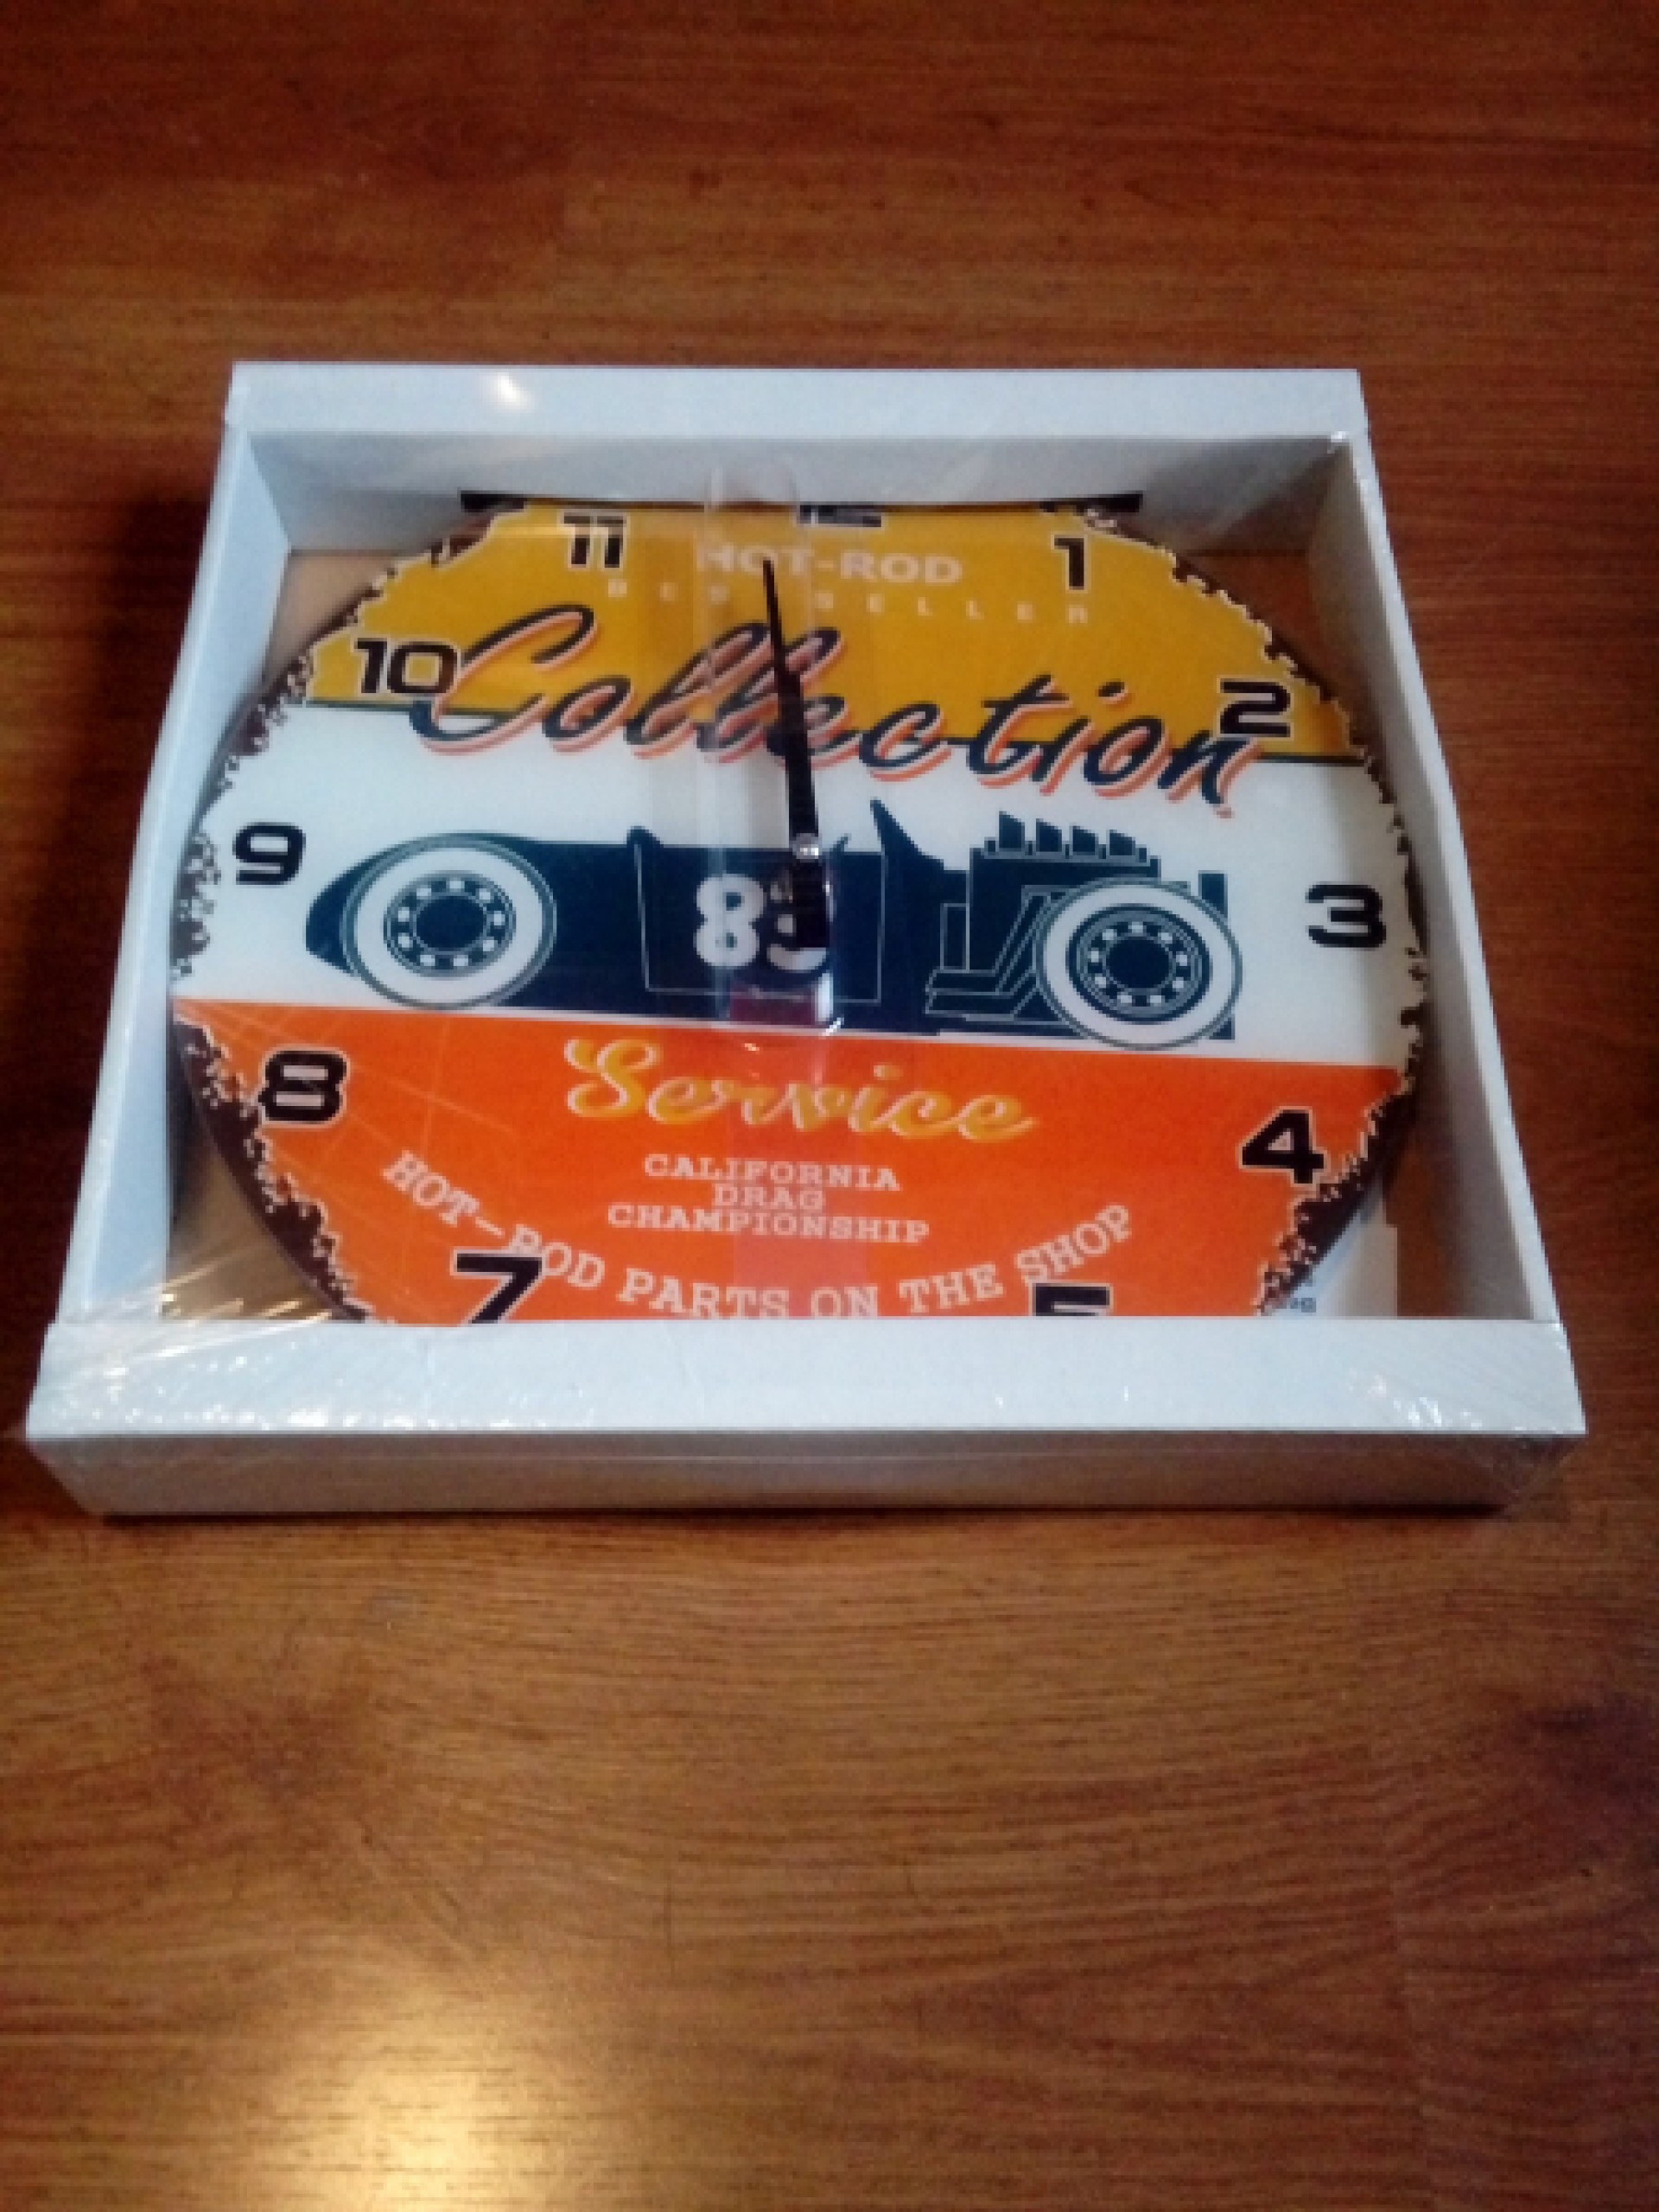 11
1
HOT-ROD
BESTSELLER
10
Collection
2
9
3
8
Service
4
CALIFORNIA
DRAG
CHAMPIONSHIP
HOT-ROD PARTS ON THE SHOP
7
5